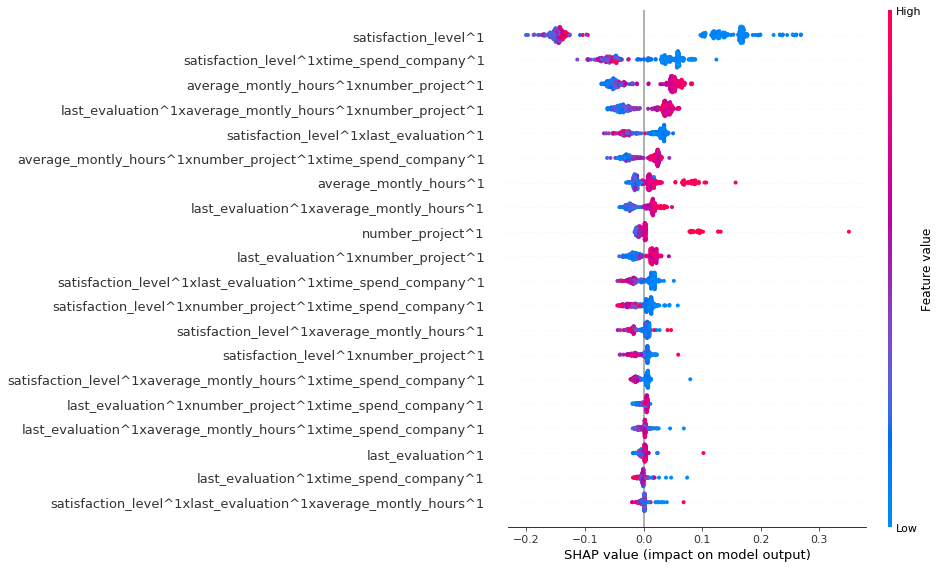 High
satisfaction_level^1
satisfaction_level^1xtime_spend_company^1
average_montly_hours^1xnumber_project^1
last_evaluation^1xaverage_montly_hours^1xnumber_project^1
satisfaction_level^1xlast_evaluation^1
average_montly_hours^1xnumber_project^1xtime_spend_company^1
average_montly_hours^1
last_evaluation^1xaverage_montly_hours^1
number_project^1
last_evaluation^1xnumber_project^1
satisfaction_level^1xlast_evaluation^1xtime_spend_company^1
satisfaction_level^1xnumber_project^1xtime_spend_company^1
satisfaction_level^1xaverage_montly_hours^1
satisfaction_level^1xnumber_project^1
satisfaction_level^1xaverage_montly_hours^1xtime_spend_company^1
last_evaluation^1xnumber_project^1xtime_spend_company^1
last_evaluation^1xaverage_montly_hours^1xtime_spend_company^1
last_evaluation^1
last_evaluation^1xtime_spend_company^1
satisfaction_level^1xlast_evaluation^1xaverage_montly_hours^1
Feature value
Low
−0.2 −0.1 0.0 0.1 0.2 0.3
SHAP value (impact on model output)